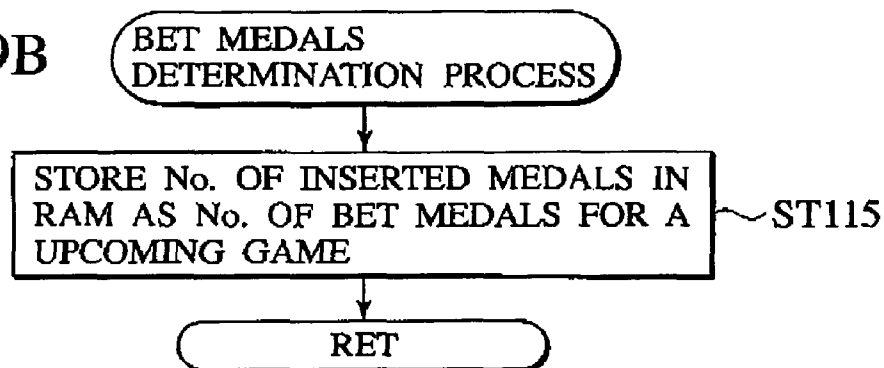 9B
BET MEDALS
DETERMINATION PROCESS
STORE No. OF INSERTED MEDALS IN
RAM AS No. OF BET MEDALS FOR A
UPCOMING GAME
ST115
RET